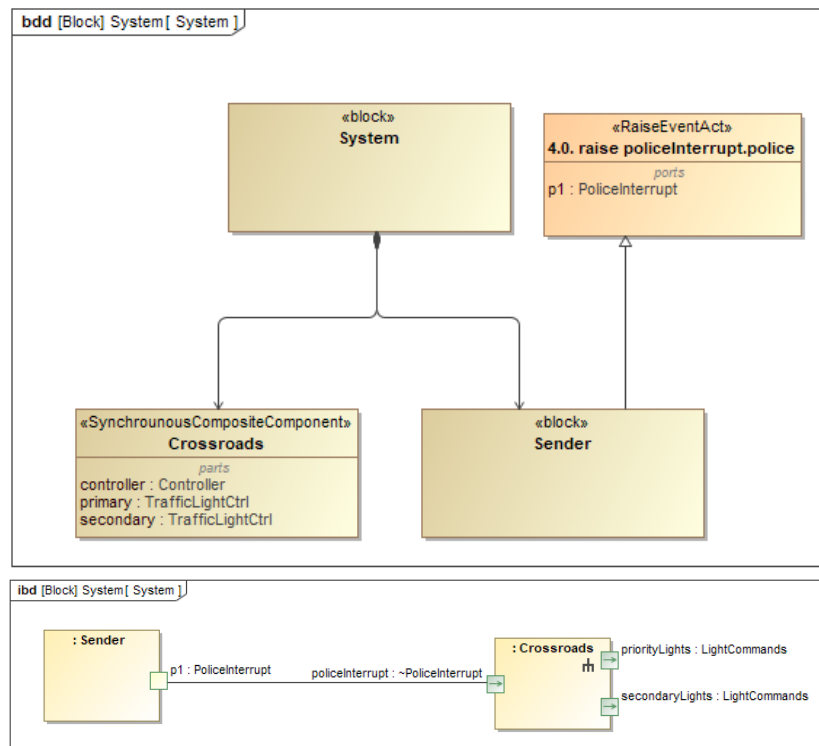 bdd [Block] System[ System ]
«block»
System
«RaiseEventAct»
4.0. raise policeInterrupt.police
ports
p1 : PoliceInterrupt
«SynchrounousCompositeComponent»
Crossroads
parts
controller : Controller
primary : TrafficLightCtrl
secondary : TrafficLightCtrl
«block»
Sender
ibd [Block] System[ System ]
: Sender
p1 : PoliceInterrupt
policeInterrupt : ~PoliceInterrupt
: Crossroads
priorityLights : LightCommands
secondaryLights : LightCommands